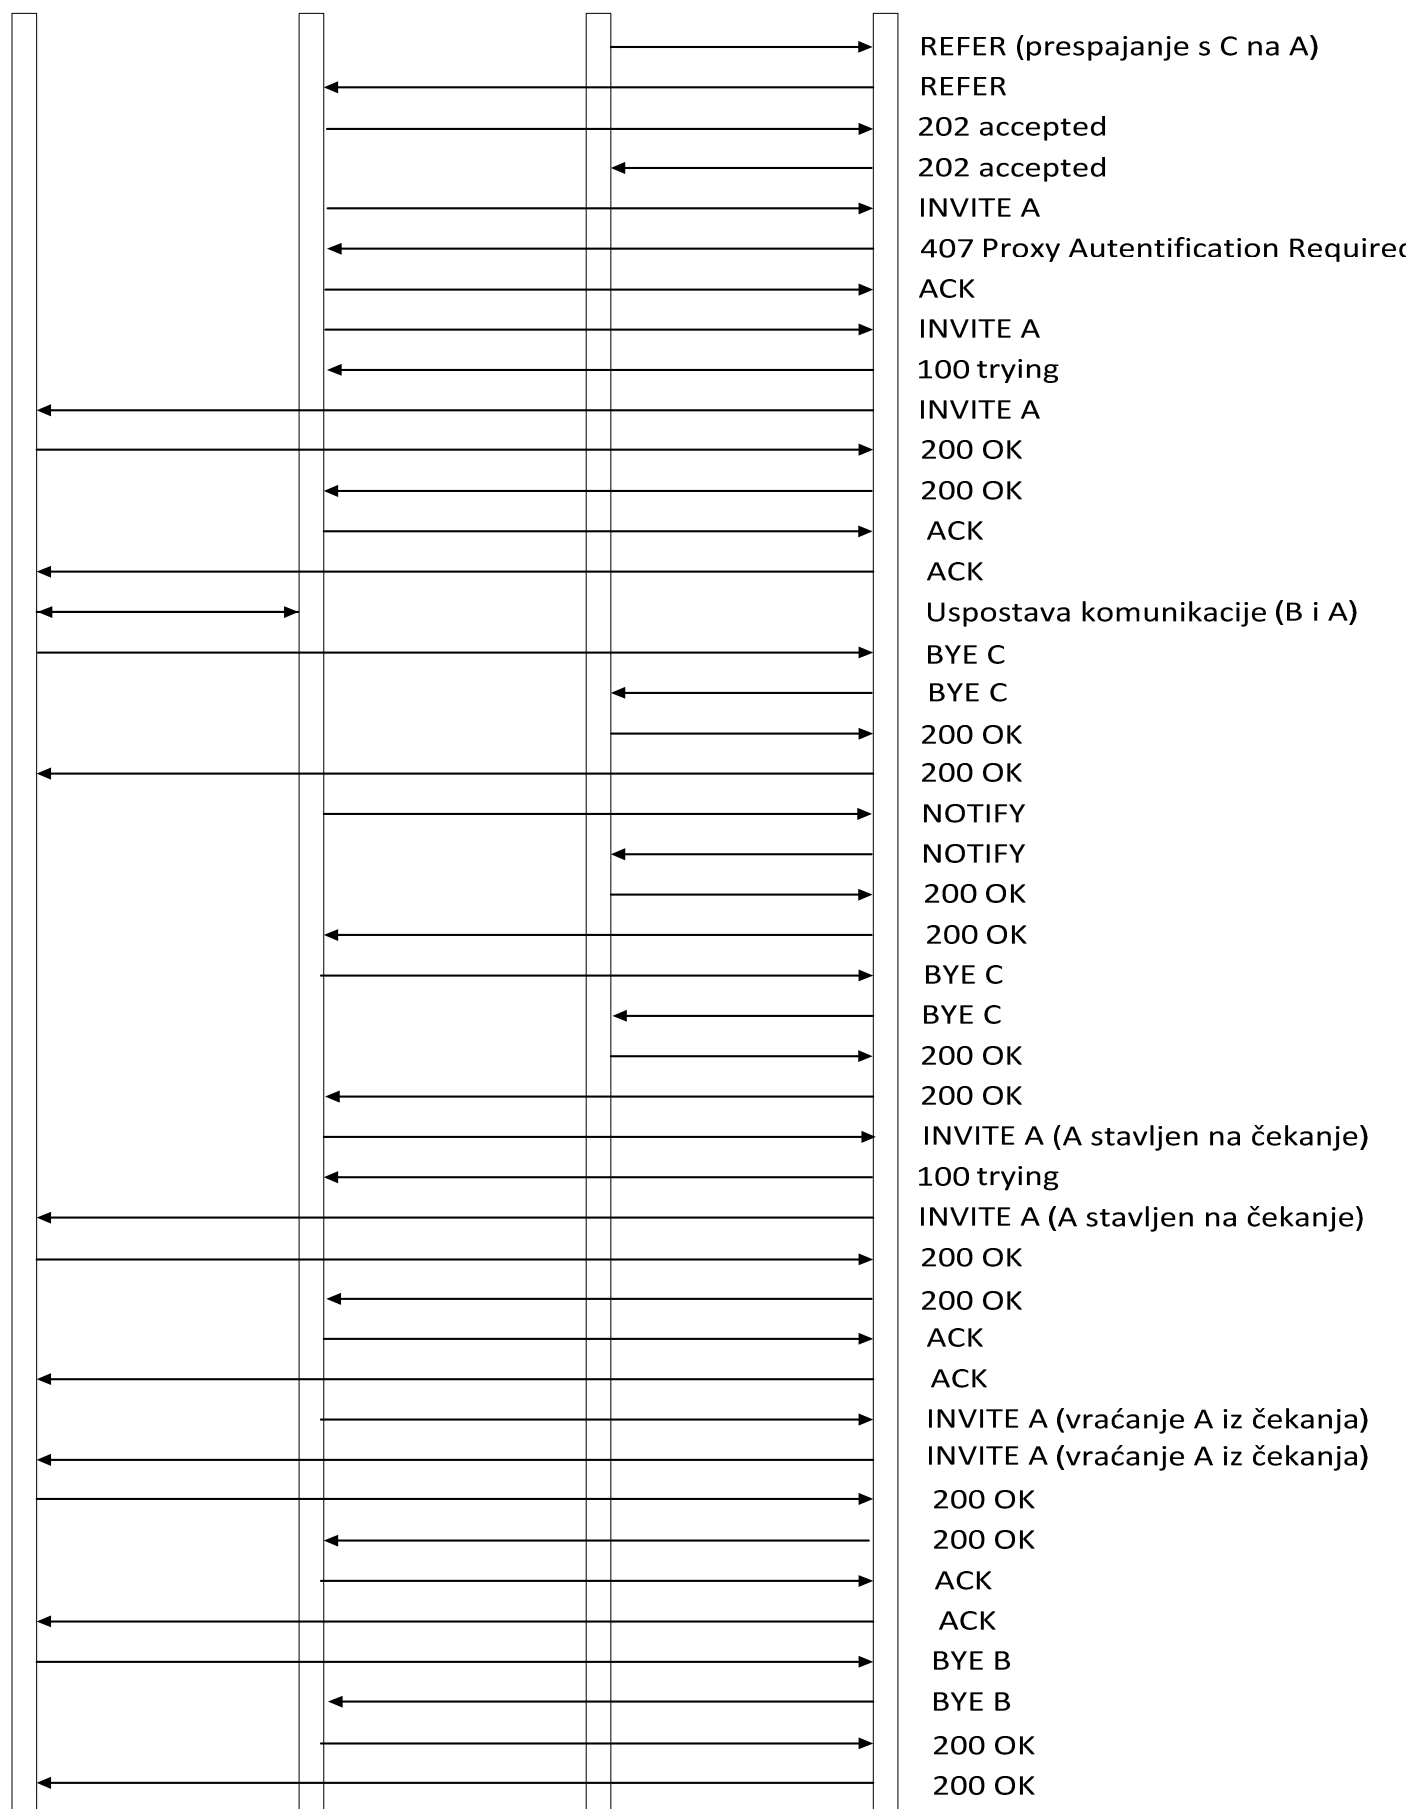 REFER (prespajanje s C na A)
REFER
202 accepted
202 accepted
INVITE A
407 Proxy Autentification Required
ACK
INVITE A
100 trying
INVITE A
200 OK
200 OK
ACK
ACK
Uspostava komunikacije (B i A)
BYE C
BYE C
200 OK
200 OK
NOTIFY
NOTIFY
200 OK
200 OK
BYE C
BYE C
200 OK
200 OK
INVITE A (A stavljen na čekanje)
100 trying
INVITE A (A stavljen na čekanje)
200 OK
200 OK
ACK
ACK
INVITE A (vraćanje A iz čekanja)
INVITE A (vraćanje A iz čekanja)
200 OK
200 OK
ACK
ACK
BYE B
BYE B
200 OK
200 OK